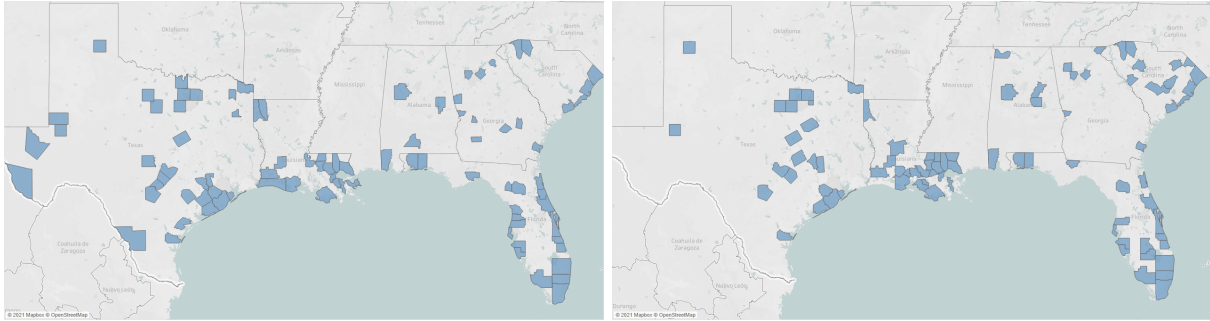 Oklahoma
Tennessee
North
Carolina
Arkansas
South
Carolina
Mississippi
Alabama
Georgia
Texas
Florida
Coahuila de
Zaragoza
Nuevo León
© 2021 Mapbox © OpenStreetMap
Oklahoma
Tennessee
North
Carolina
Arkansas
South
Carolina
Mississippi
Alabama
Georgia
Texas
Louisiana
Florida
Coahuila de
Zaragoza
Nuevo León
Durango
© 2021 Mapbox © OpenStreetMap